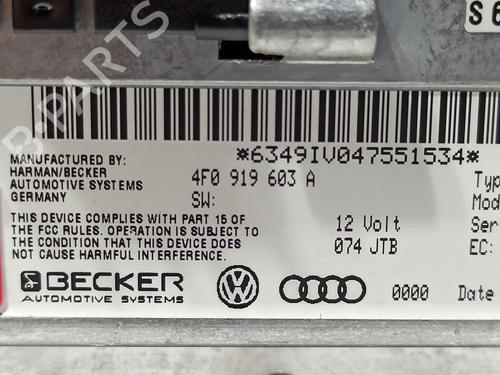 S 6
*6349IV047551534*
MANUFACTURED BY:
HARMAN/BECKER
AUTOMOTIVE SYSTEMS
GERMANY
4F0 919 603 A
SW:
Typ
Mod
THIS DEVICE COMPLIES WITH PART 15 OF
THE FCC RULES. OPERATION IS SUBJECT TO
THE CONDITION THAT THIS DEVICE DOES
NOT CAUSE HARMFUL INTERFERENCE.
12 Volt
074 JTB
Ser
EC:
BECKER
AUTOMOTIVE SYSTEMS
0000
Date
B-PARTS